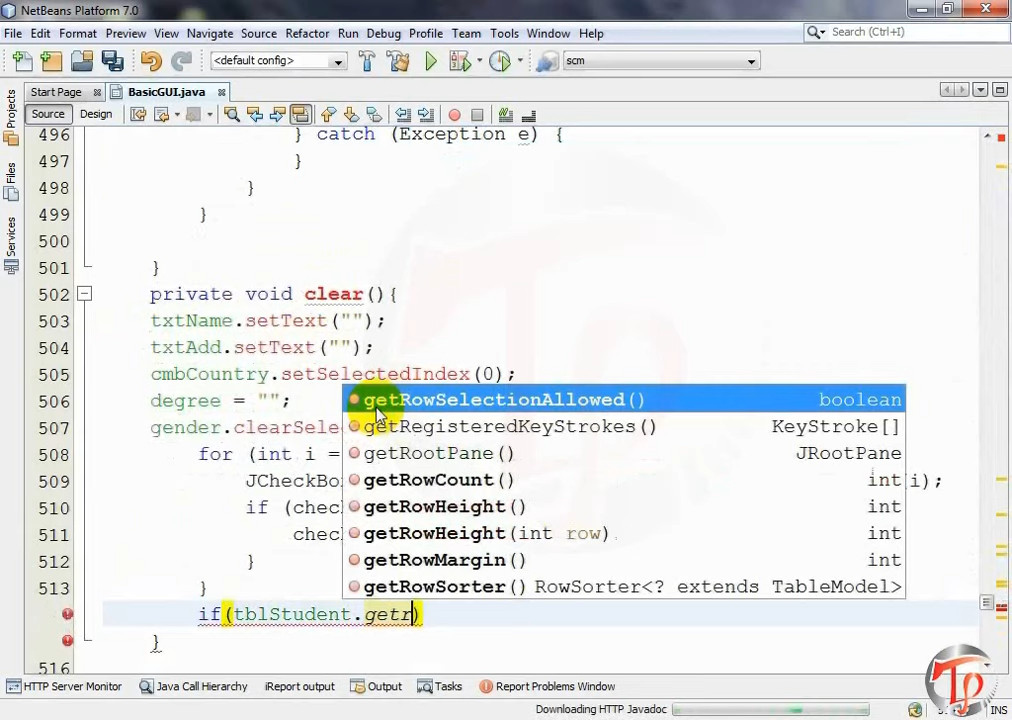 NetBeans Platform 7.0
File Edit Format Preview View Navigate Source Refactor Run Debug Profile Team Tools Window Help
Search (Ctrl+I)
<default config>
scm
Projects
Files
Services
Start Page
BasicGUI.java
Source Design
496 } catch (Exception e) {
497 }
498 }
499 }
500
501 }
502 private void clear(){
503 txtName.setText("");
504 txtAdd.setText("");
505 cmbCountry.setSelectedIndex(0);
506 degree = "";
507 gender.clearSele
508 for (int i =
509 JCheckBo i);
510 if (chec
511 chec
512 }
513 }
if(tblStudent.getr)
}
516
getRowSelectionAllowed() boolean
getRegisteredKeyStrokes() KeyStroke[]
getRootPane() JRootPane
getRowCount() int
getRowHeight() int
getRowHeight(int row) int
getRowMargin() int
getRowSorter() RowSorter<? extends TableModel>
HTTP Server Monitor Java Call Hierarchy iReport output Output Tasks Report Problems Window
Downloading HTTP Javadoc
INS
Tp